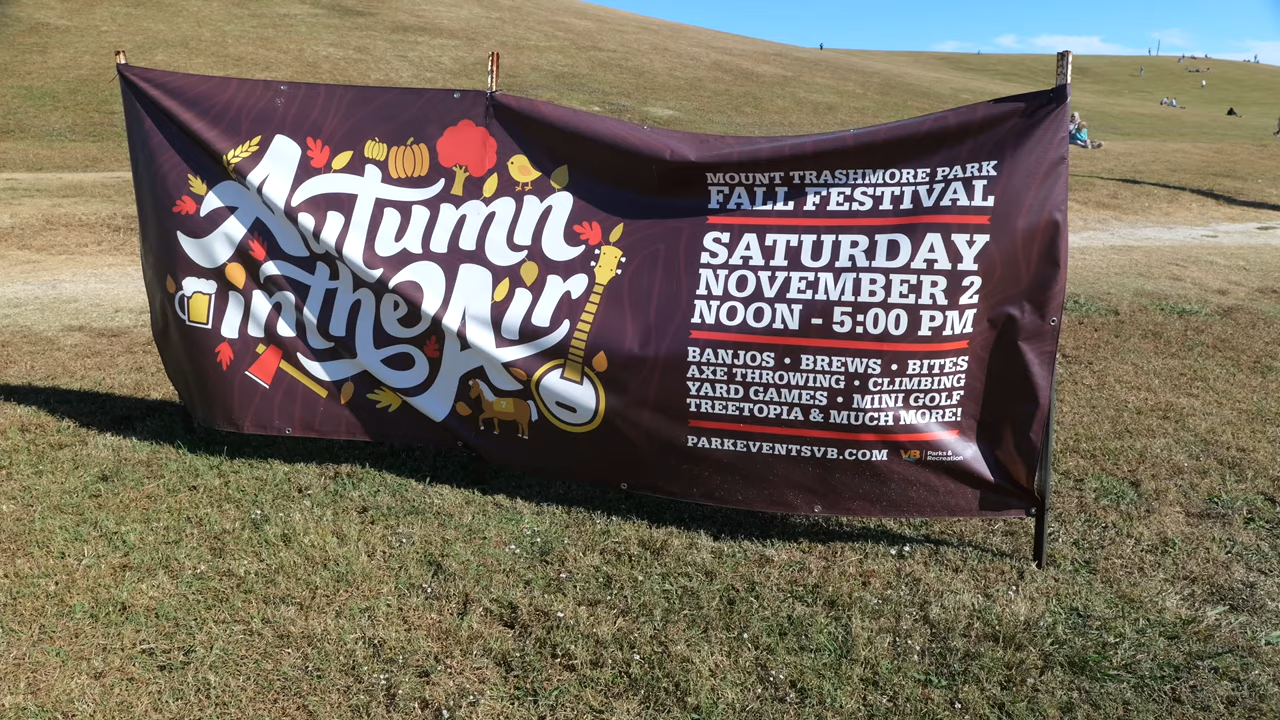 Autumn
in the Air
MOUNT TRASHMORE PARK
FALL FESTIVAL
SATURDAY
NOVEMBER 2
NOON - 5:00 PM
BANJOS • BREWS • BITES
AXE THROWING • CLIMBING
YARD GAMES • MINI GOLF
TREETOPIA & MUCH MORE!
PARKEVENTSVB.COM
VB Parks &
Recreation